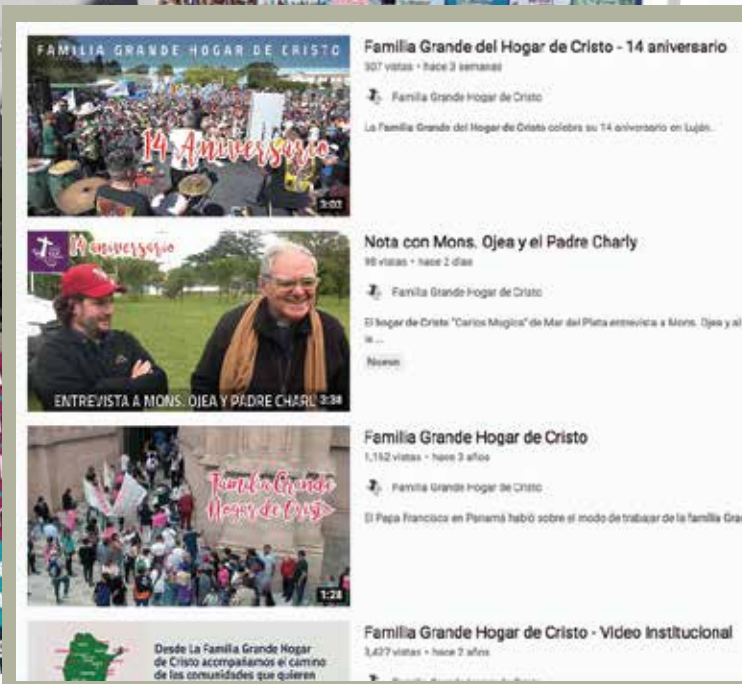 FAMILIA GRANDE HOGAR DE CRISTO
14 Aniversario
3:02
Familia Grande del Hogar de Cristo - 14 aniversario
507 vistas • hace 3 semanas
Familia Grande Hogar de Cristo
La Familia Grande del Hogar de Cristo celebra su 14 aniversario en Luján.
14 aniversario
ENTREVISTA A MONS. OJEA Y PADRE CHARL
3:38
Nota con Mons. Ojea y el Padre Charly
98 vistas • hace 2 días
Familia Grande Hogar de Cristo
El hogar de Cristo "Carlos Mugica" de Mar del Plata entrevista a Mons. Ojea y al
Nuevo
Familia Grande
Hogar de Cristo
1:28
Familia Grande Hogar de Cristo
1,152 vistas • hace 3 años
Familia Grande Hogar de Cristo
El Papa Francisco en Panamá habló sobre el modo de trabajar de la familia Gra
Desde La Familia Grande Hogar
de Cristo acompañamos el camino
de las comunidades que quieren
Familia Grande Hogar de Cristo - Video Institucional
3,427 vistas • hace 2 años